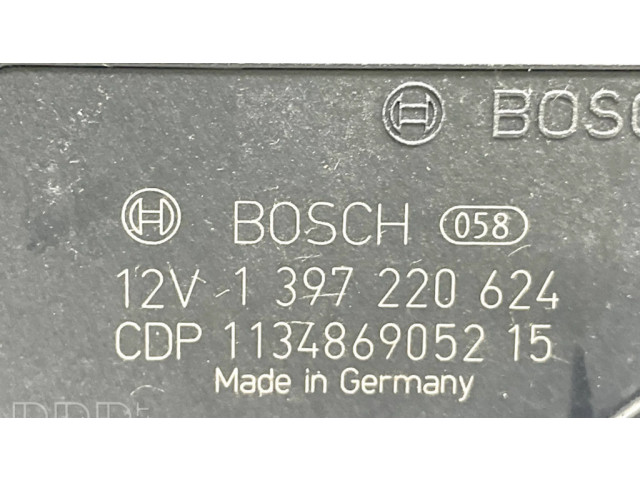 BOSC
BOSCH 058
12V 1 397 220 624
CDP 1134869052 15
Made in Germany